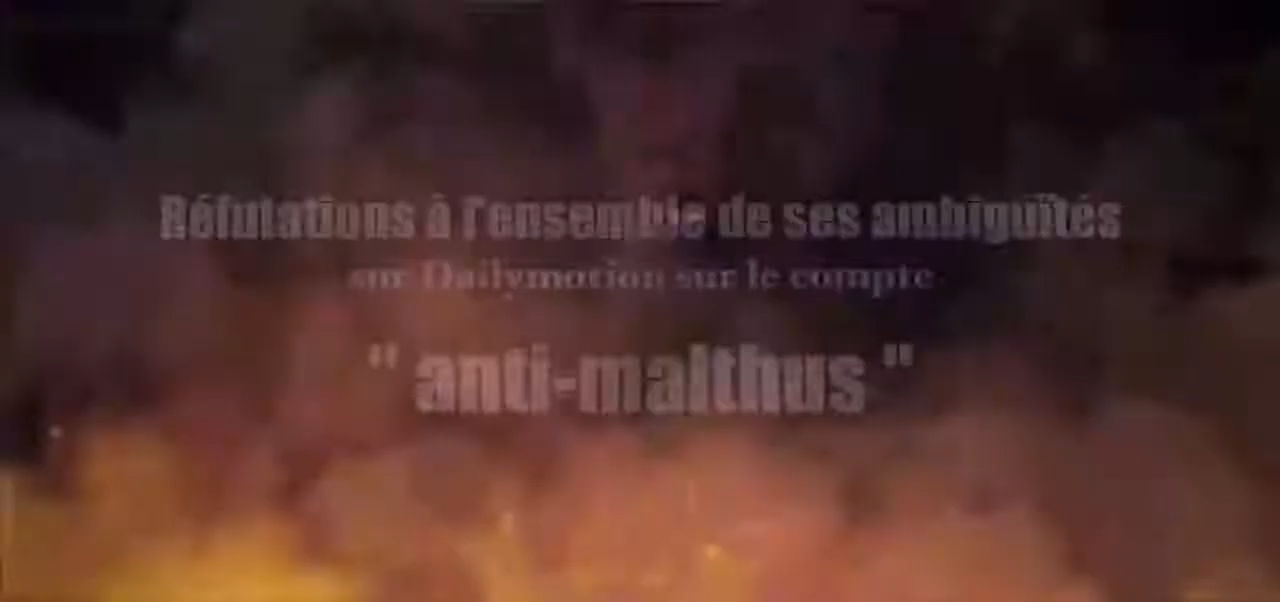 Réfutations à l'ensemble de ses ambiguïtés
sur Dailymotion sur le compte
" anti-malthus "